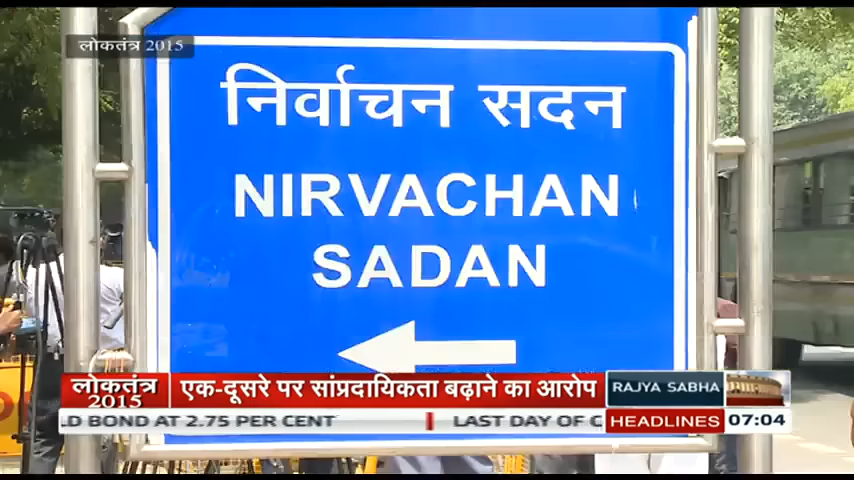 लोकतंत्र 2015
निर्वाचन सदन
NIRVACHAN
SADAN
लोकतंत्र
2015
एक-दूसरे पर सांप्रदायिकता बढ़ाने का आरोप
RAJYA SABHA
LD BOND AT 2.75 PER CENT
LAST DAY OF C
HEADLINES
07:04